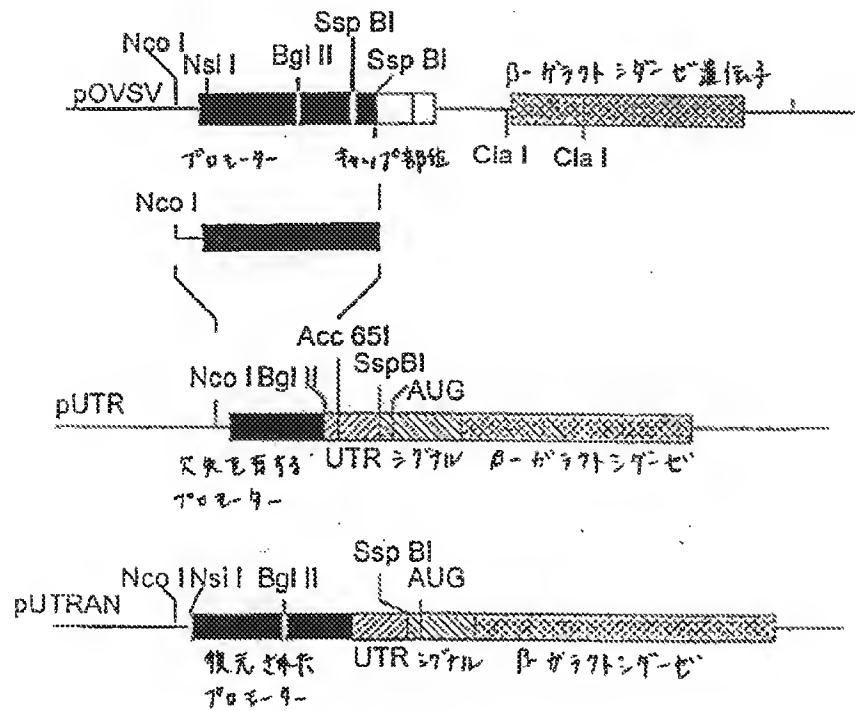 Ssp BI
Nco I
Nsi I
Bgl II
Ssp BI
β-ガラクトシダーゼ遺伝子
pOVSV
プロモーター
キャップ部位
Cla I
Cla I
Nco I
Acc 65I
Nco I Bgl II
SspBI
AUG
pUTR
欠失を有する
プロモーター
UTR シグナル β-ガラクトシダーゼ
Ssp BI
Nco I Nsi I Bgl II
AUG
pUTRAN
復元された
プロモーター
UTR シグナル β-ガラクトシダーゼ